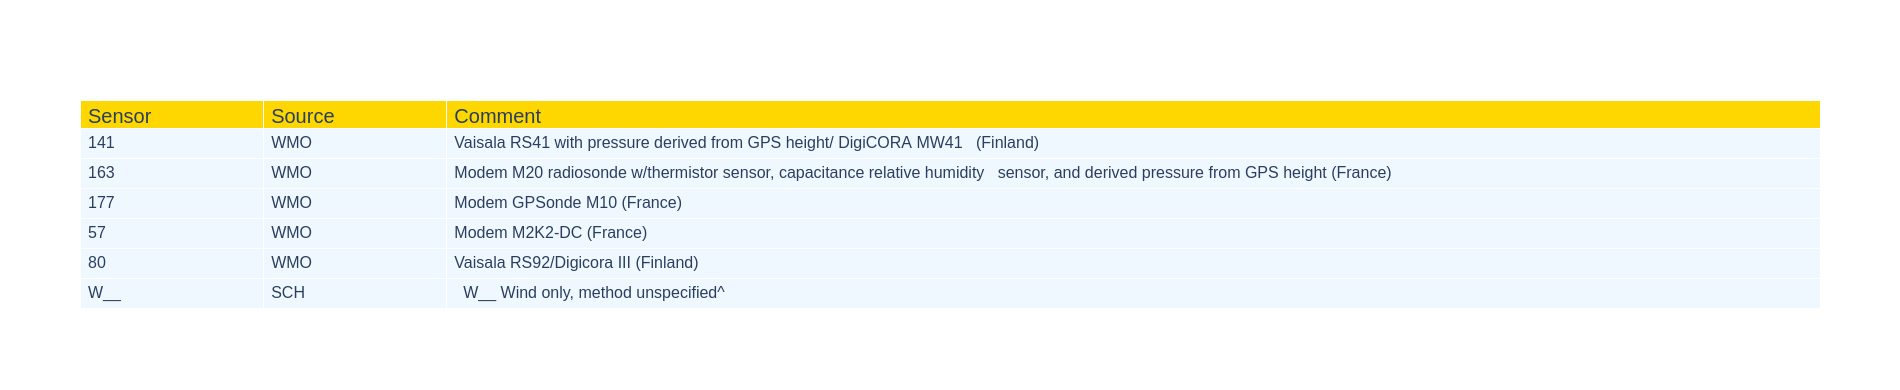 Sensor Source Comment
141 WMO Vaisala RS41 with pressure derived from GPS height/ DigiCORA MW41 (Finland)
163 WMO Modem M20 radiosonde w/thermistor sensor, capacitance relative humidity sensor, and derived pressure from GPS height (France)
177 WMO Modem GPSonde M10 (France)
57 WMO Modem M2K2-DC (France)
80 WMO Vaisala RS92/Digicora III (Finland)
W__ SCH W__ Wind only, method unspecified^